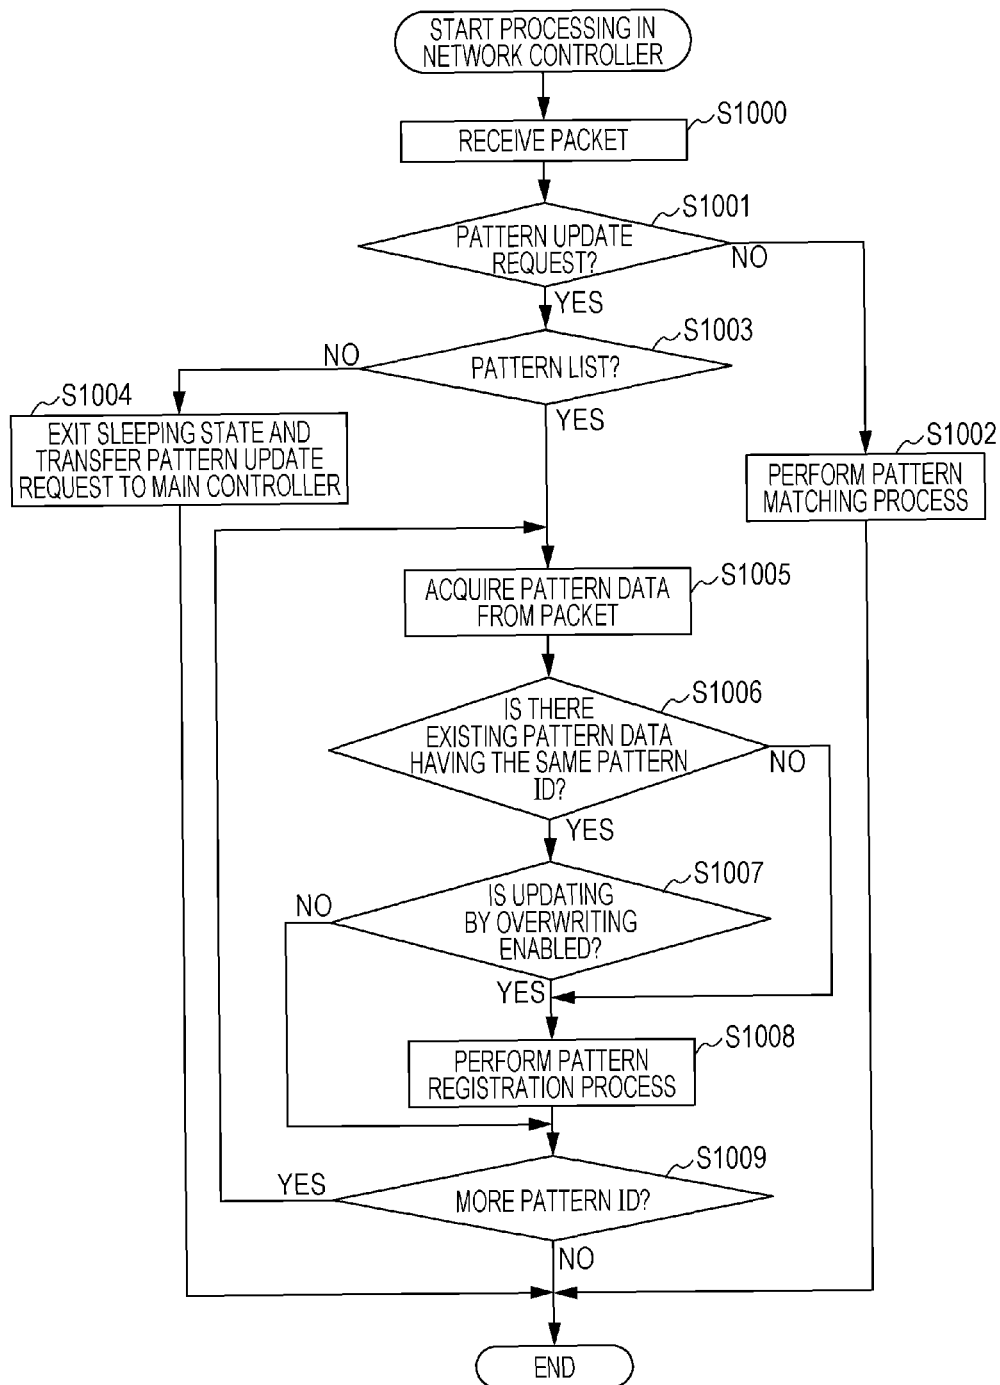 START PROCESSING IN
NETWORK CONTROLLER
S1000
RECEIVE PACKET
S1001
PATTERN UPDATE
REQUEST?
NO
YES
S1003
PATTERN LIST?
NO
YES
S1004
EXIT SLEEPING STATE AND
TRANSFER PATTERN UPDATE
REQUEST TO MAIN CONTROLLER
S1002
PERFORM PATTERN
MATCHING PROCESS
S1005
ACQUIRE PATTERN DATA
FROM PACKET
S1006
IS THERE
EXISTING PATTERN DATA
HAVING THE SAME PATTERN
ID?
NO
YES
S1007
IS UPDATING
BY OVERWRITING
ENABLED?
NO
YES
S1008
PERFORM PATTERN
REGISTRATION PROCESS
S1009
MORE PATTERN ID?
YES
NO
END